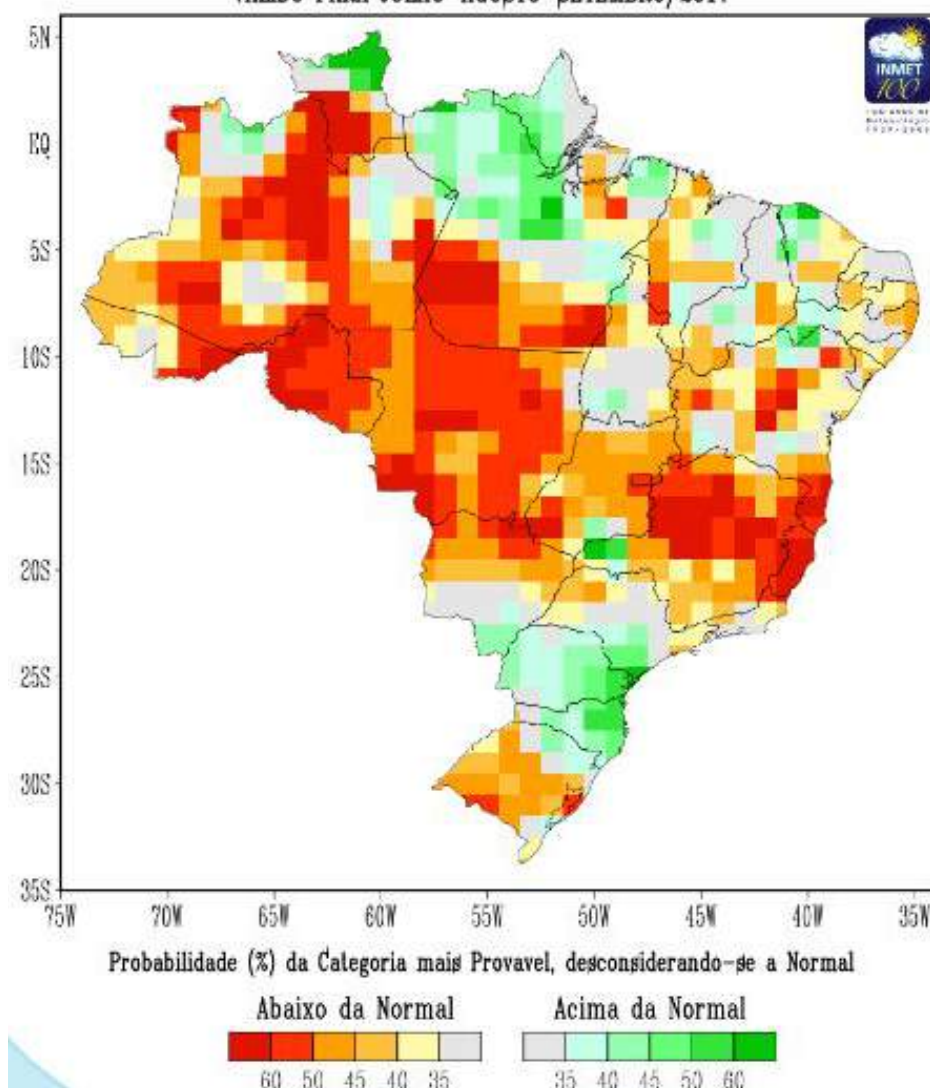 5N
EQ
5S
10S
15S
20S
25S
30S
35S
75W 70W 65W 60W 55W 50W 45W 40W 35W
INMET
100
Probabilidade (%) da Categoria mais Provavel, desconsiderando-se a Normal
Abaixo da Normal Acima da Normal
60 50 45 40 35 35 40 45 50 60